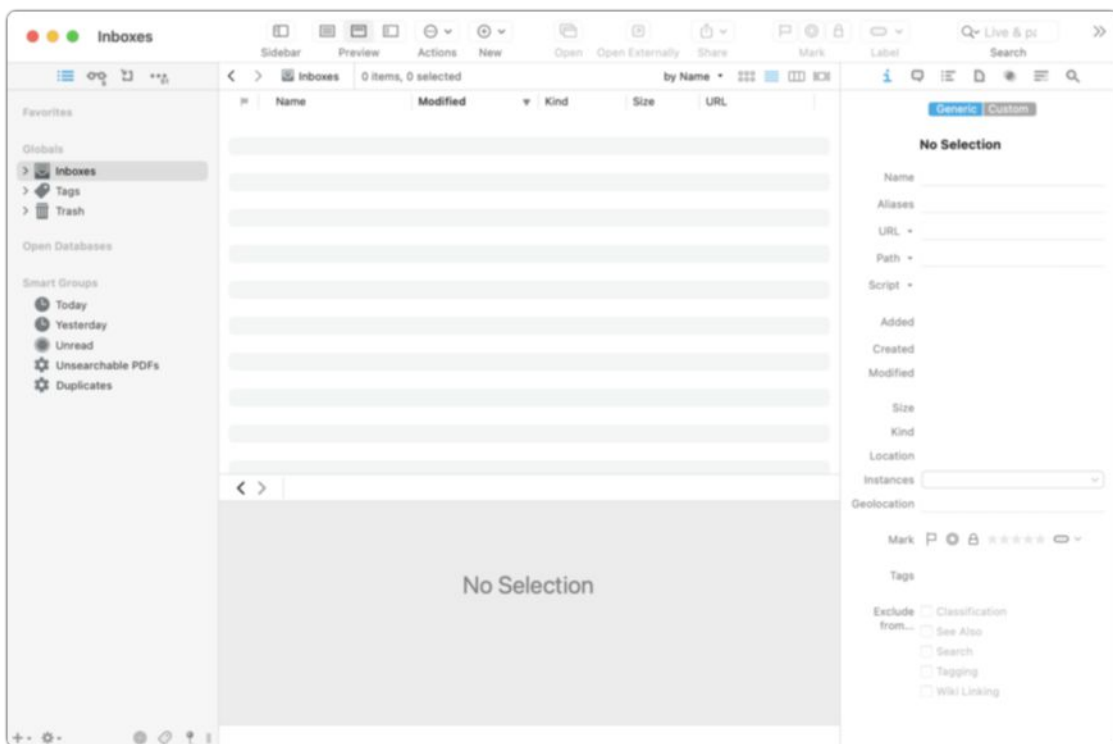 Inboxes
Sidebar Preview Actions New Open Open Externally Share Mark Label Search
Live & pa
Inboxes 0 items, 0 selected by Name
Name Modified Kind Size URL
Favorites
Globals
Inboxes
Tags
Trash
Open Databases
Smart Groups
Today
Yesterday
Unread
Unsearchable PDFs
Duplicates
No Selection
Generic Custom
No Selection
Name
Aliases
URL
Path
Script
Added
Created
Modified
Size
Kind
Location
Instances
Geolocation
Mark
Tags
Exclude from...
Classification
See Also
Search
Tagging
Wiki Linking